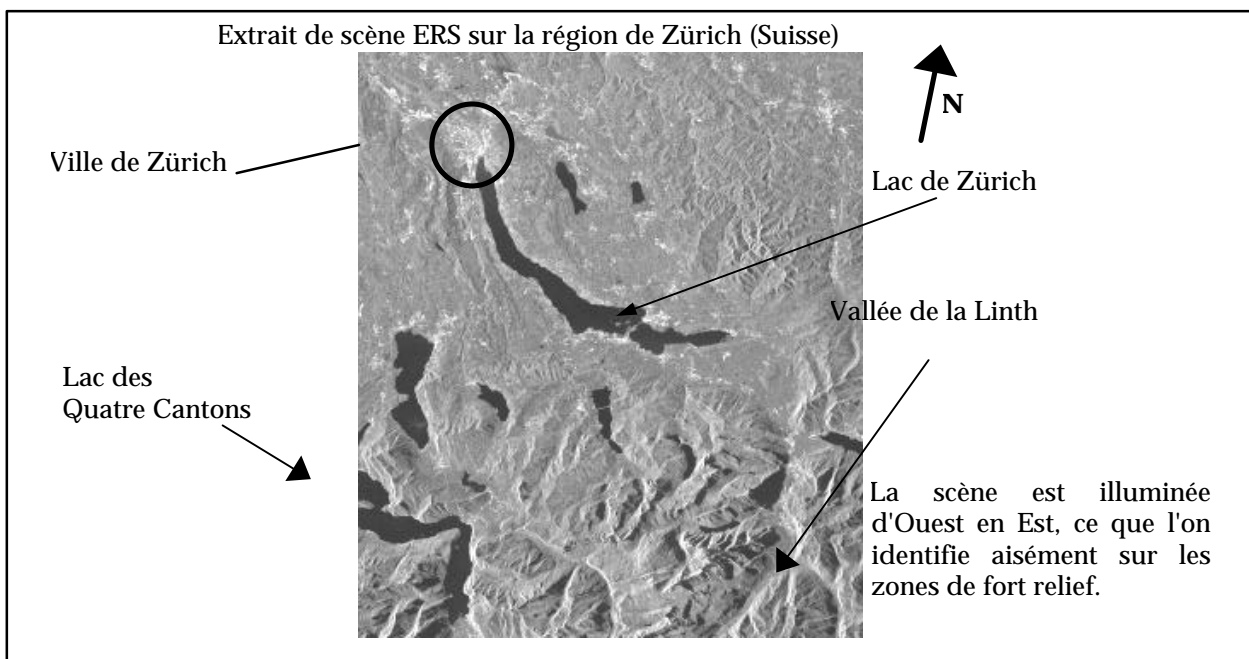 Extrait de scène ERS sur la région de Zürich (Suisse)
N
Ville de Zürich
Lac de Zürich
Vallée de la Linth
Lac des
Quatre Cantons
La scène est illuminée
d'Ouest en Est, ce que l'on
identifie aisément sur les
zones de fort relief.